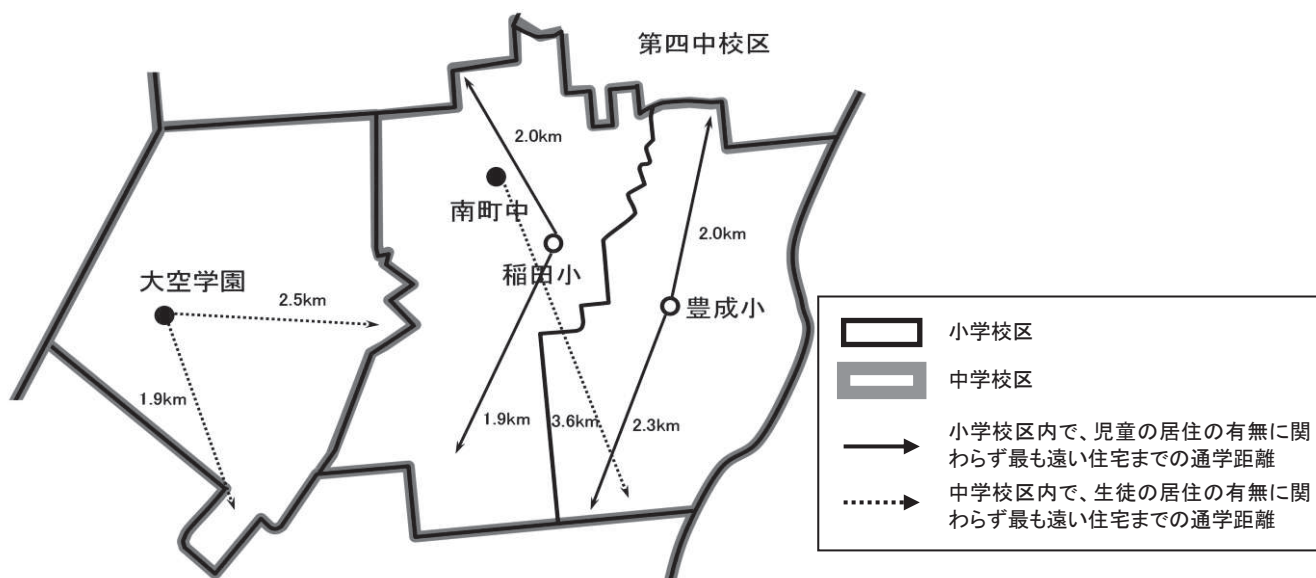 第四中校区
2.0km
南町中
稲田小
2.0km
大空学園
2.5km
豊成小
1.9km
1.9km
3.6km
2.3km
小学校区
中学校区
小学校区内で、児童の居住の有無に関
わらず最も遠い住宅までの通学距離
中学校区内で、生徒の居住の有無に関
わらず最も遠い住宅までの通学距離